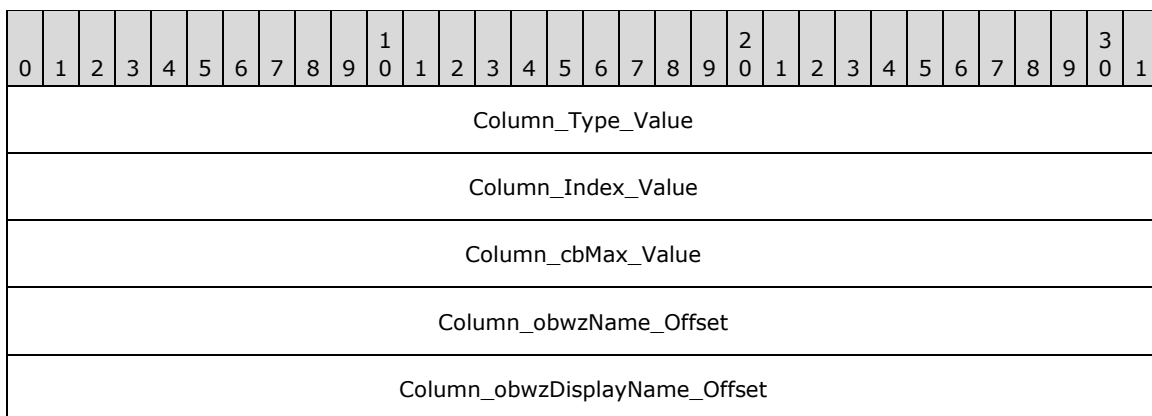 1 2 3
0 1 2 3 4 5 6 7 8 9 0 1 2 3 4 5 6 7 8 9 0 1 2 3 4 5 6 7 8 9 0 1
Column_Type_Value
Column_Index_Value
Column_cbMax_Value
Column_obwzName_Offset
Column_obwzDisplayName_Offset